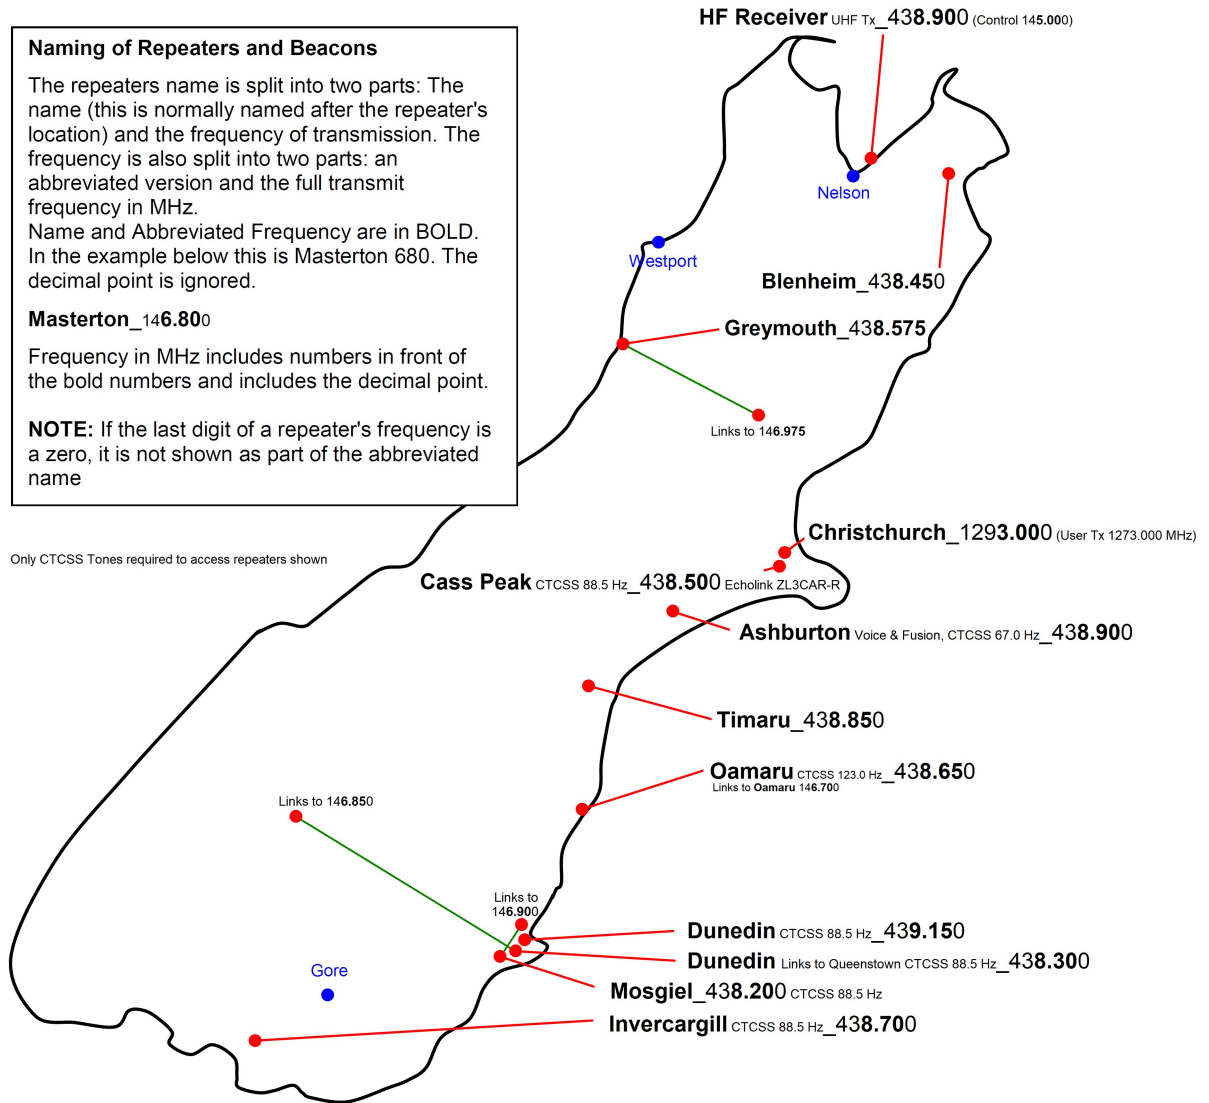 HF Receiver UHF Tx_438.900 (Control 145.000)
Naming of Repeaters and Beacons
The repeaters name is split into two parts: The
name (this is normally named after the repeater's
location) and the frequency of transmission. The
frequency is also split into two parts: an
abbreviated version and the full transmit
frequency in MHz.
Name and Abbreviated Frequency are in BOLD.
In the example below this is Masterton 680. The
decimal point is ignored.
Masterton_146.800
Frequency in MHz includes numbers in front of
the bold numbers and includes the decimal point.
NOTE: If the last digit of a repeater's frequency is
a zero, it is not shown as part of the abbreviated
name
Nelson
Westport
Blenheim_438.450
Greymouth_438.575
Links to 146.975
Christchurch_1293.000 (User Tx 1273.000 MHz)
Only CTCSS Tones required to access repeaters shown
Cass Peak CTCSS 88.5 Hz_438.500 Echolink ZL3CAR-R
Ashburton Voice & Fusion, CTCSS 67.0 Hz_438.900
Timaru_438.850
Oamaru CTCSS 123.0 Hz_438.650
Links to Oamaru 146.700
Links to 146.850
Links to
146.900
Dunedin CTCSS 88.5 Hz_439.150
Dunedin Links to Queenstown CTCSS 88.5 Hz_438.300
Gore
Mosgiel_438.200 CTCSS 88.5 Hz
Invercargill CTCSS 88.5 Hz_438.700